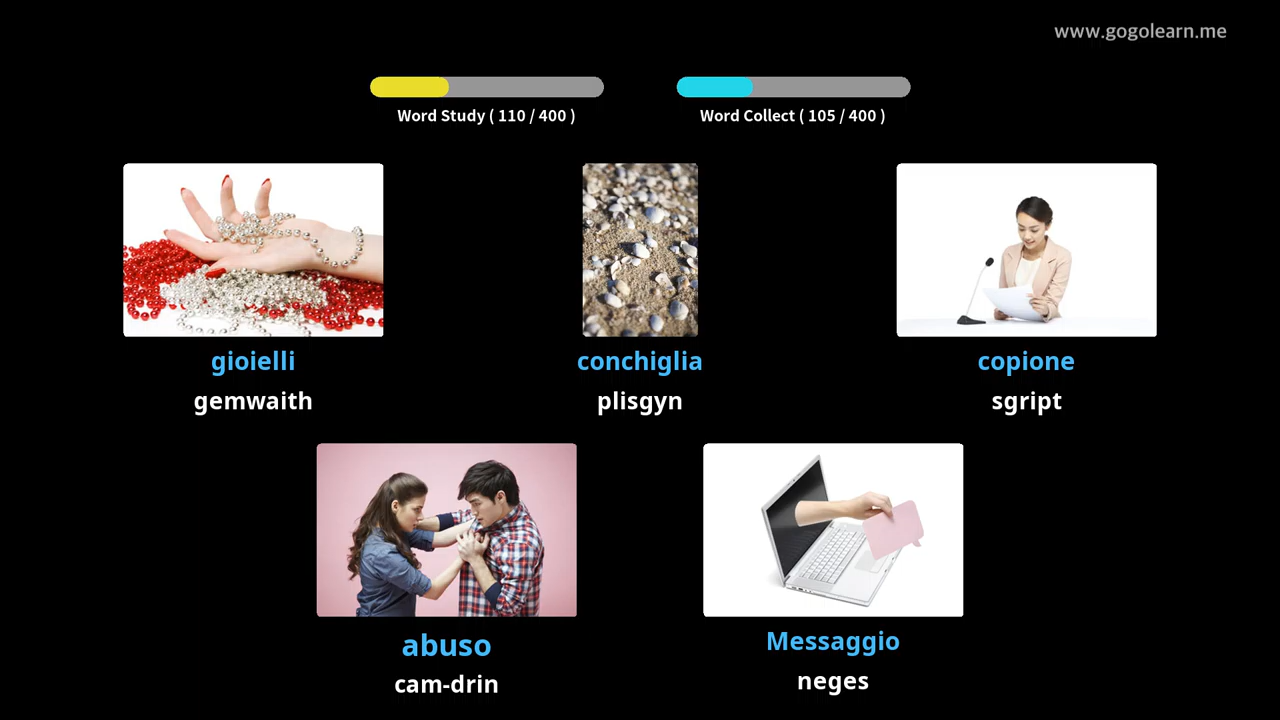 www.gogolearn.me
Word Study ( 110 / 400 )
Word Collect ( 105 / 400 )
gioielli
gemwaith
conchiglia
plisgyn
copione
sgript
abuso
cam-drin
Messaggio
neges